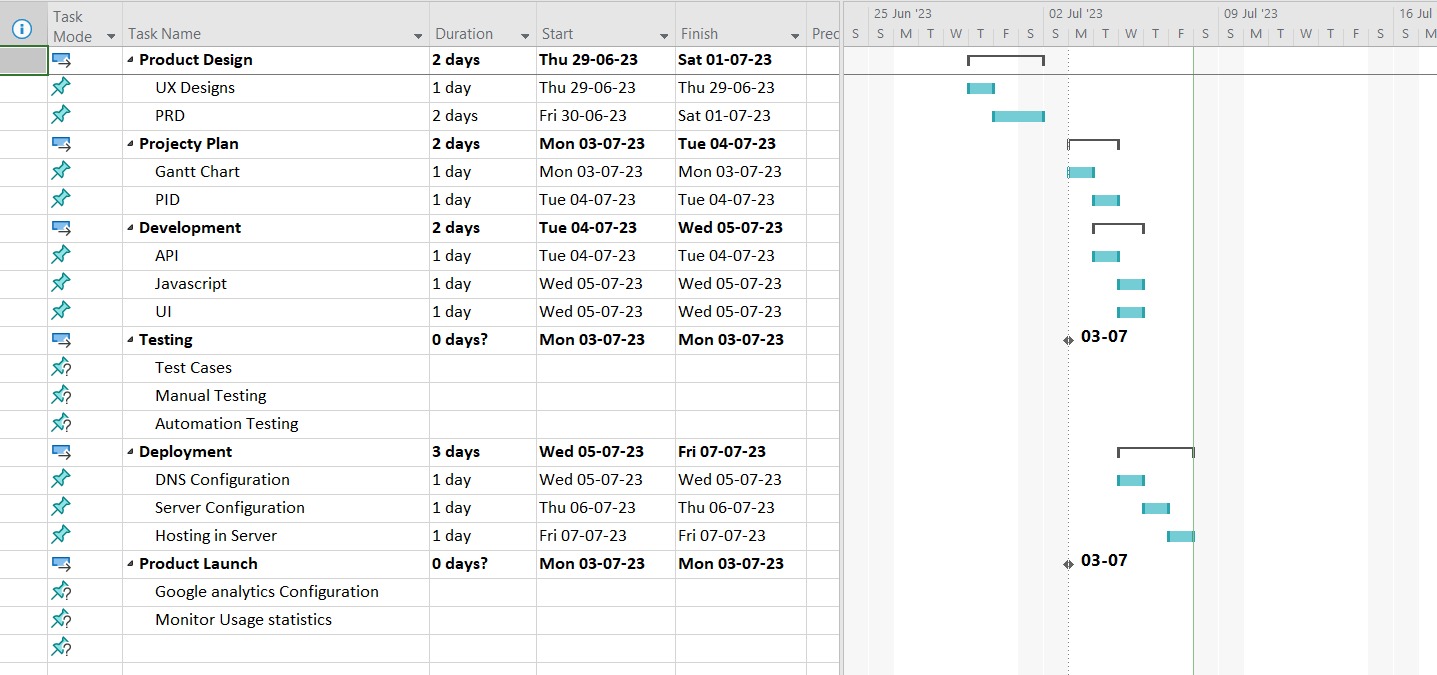 Task
Mode Task Name Duration Start Finish Prec
25 Jun '23 02 Jul '23 09 Jul '23 16 Jul
S S M T W T F S S M T W T F S S M T W T F S S M
Product Design 2 days Thu 29-06-23 Sat 01-07-23
UX Designs 1 day Thu 29-06-23 Thu 29-06-23
PRD 2 days Fri 30-06-23 Sat 01-07-23
Projecty Plan 2 days Mon 03-07-23 Tue 04-07-23
Gantt Chart 1 day Mon 03-07-23 Mon 03-07-23
PID 1 day Tue 04-07-23 Tue 04-07-23
Development 2 days Tue 04-07-23 Wed 05-07-23
API 1 day Tue 04-07-23 Tue 04-07-23
Javascript 1 day Wed 05-07-23 Wed 05-07-23
UI 1 day Wed 05-07-23 Wed 05-07-23
Testing 0 days? Mon 03-07-23 Mon 03-07-23 03-07
Test Cases
Manual Testing
Automation Testing
Deployment 3 days Wed 05-07-23 Fri 07-07-23
DNS Configuration 1 day Wed 05-07-23 Wed 05-07-23
Server Configuration 1 day Thu 06-07-23 Thu 06-07-23
Hosting in Server 1 day Fri 07-07-23 Fri 07-07-23
Product Launch 0 days? Mon 03-07-23 Mon 03-07-23 03-07
Google analytics Configuration
Monitor Usage statistics